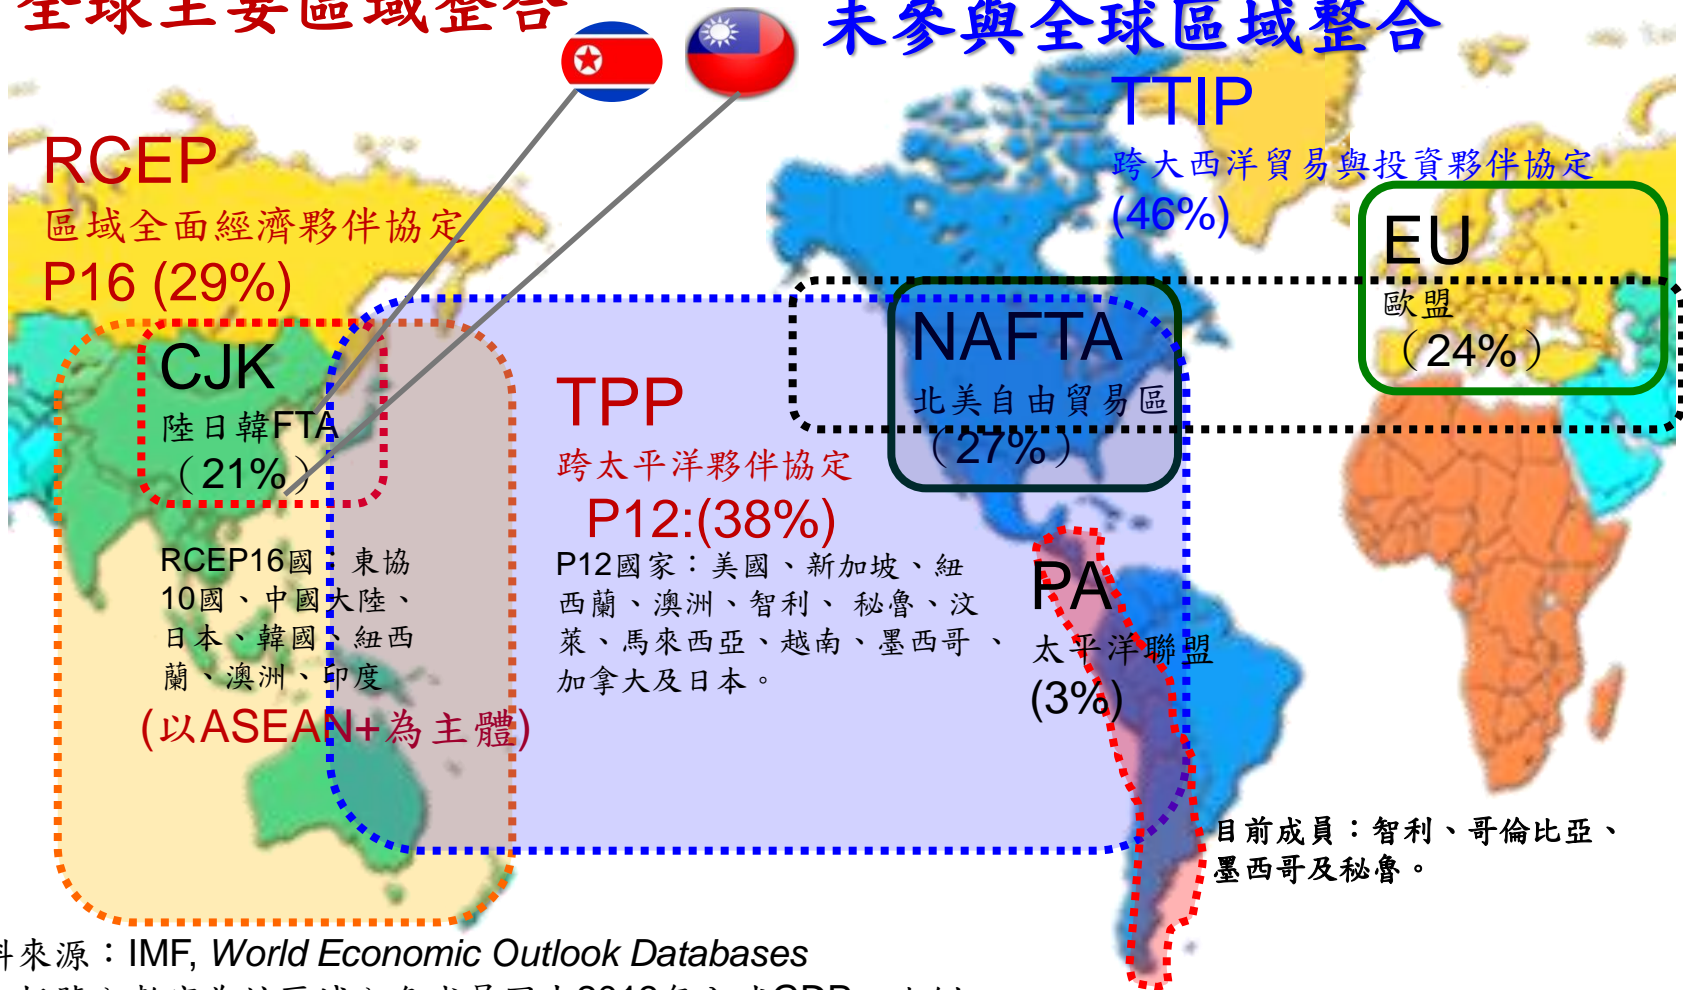 全球主要區域整合
未參與全球區域整合
TTIP
跨大西洋貿易與投資夥伴協定
(46%)
RCEP
區域全面經濟夥伴協定
P16 (29%)
EU
歐盟
（24%）
NAFTA
北美自由貿易區
（27%）
CJK
陸日韓FTA
（21%）
TPP
跨太平洋夥伴協定
P12:(38%)
RCEP16國：東協
10國、中國大陸、
日本、韓國、紐西
蘭、澳洲、印度
(以ASEAN+為主體)
P12國家：美國、新加坡、紐
西蘭、澳洲、智利、 秘魯、汶
萊、馬來西亞、越南、墨西哥 、
加拿大及日本。
PA
太平洋聯盟
(3%)
目前成員：智利、哥倫比亞、
墨西哥及秘魯。
料來源：IMF, World Economic Outlook Databases